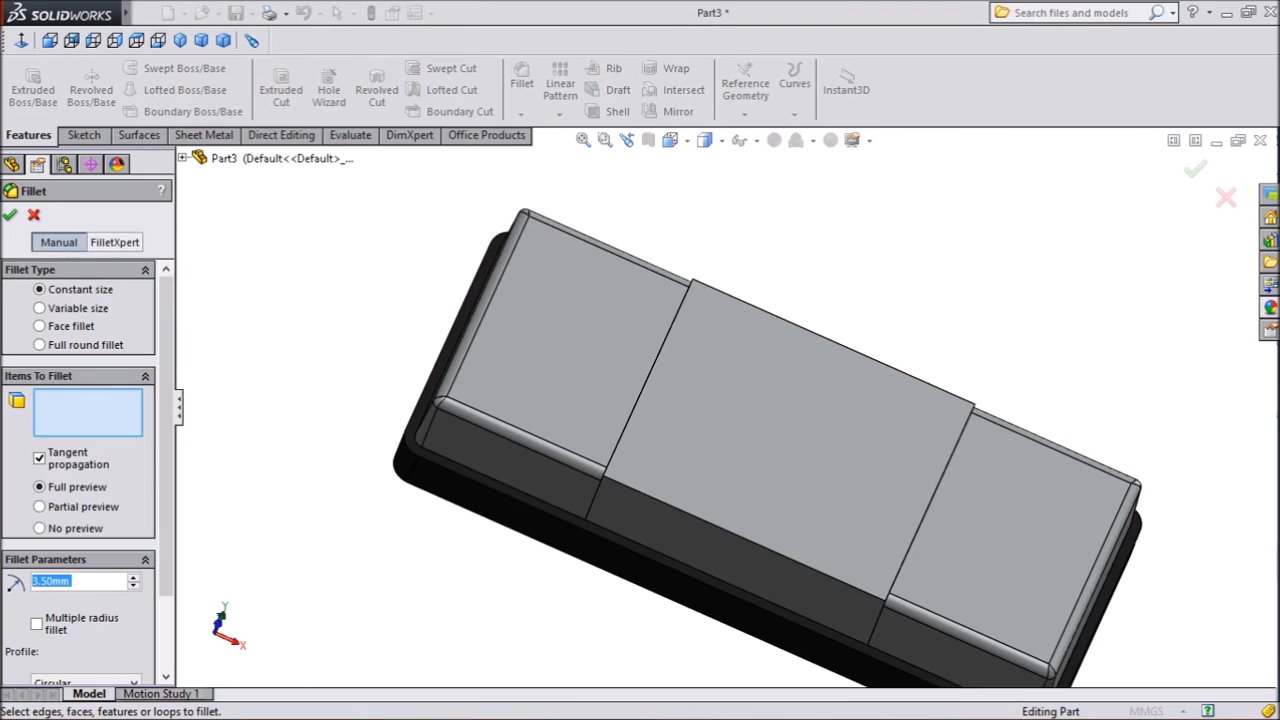 SOLIDWORKS
Part3 *
Search files and models
Extruded Boss/Base
Revolved Boss/Base
Swept Boss/Base
Lofted Boss/Base
Boundary Boss/Base
Extruded Cut
Hole Wizard
Revolved Cut
Swept Cut
Lofted Cut
Boundary Cut
Fillet
Linear Pattern
Rib
Draft
Shell
Wrap
Intersect
Mirror
Reference Geometry
Curves
Instant3D
Features
Sketch
Surfaces
Sheet Metal
Direct Editing
Evaluate
DimXpert
Office Products
Part3 (Default<<Default>_...
Fillet
?
Manual
FilletXpert
Fillet Type
Constant size
Variable size
Face fillet
Full round fillet
Items To Fillet
Tangent
propagation
Full preview
Partial preview
No preview
Fillet Parameters
3.50mm
Multiple radius
fillet
Profile:
Circular
Y
X
Model
Motion Study 1
Select edges, faces, features or loops to fillet.
Editing Part
MMGS